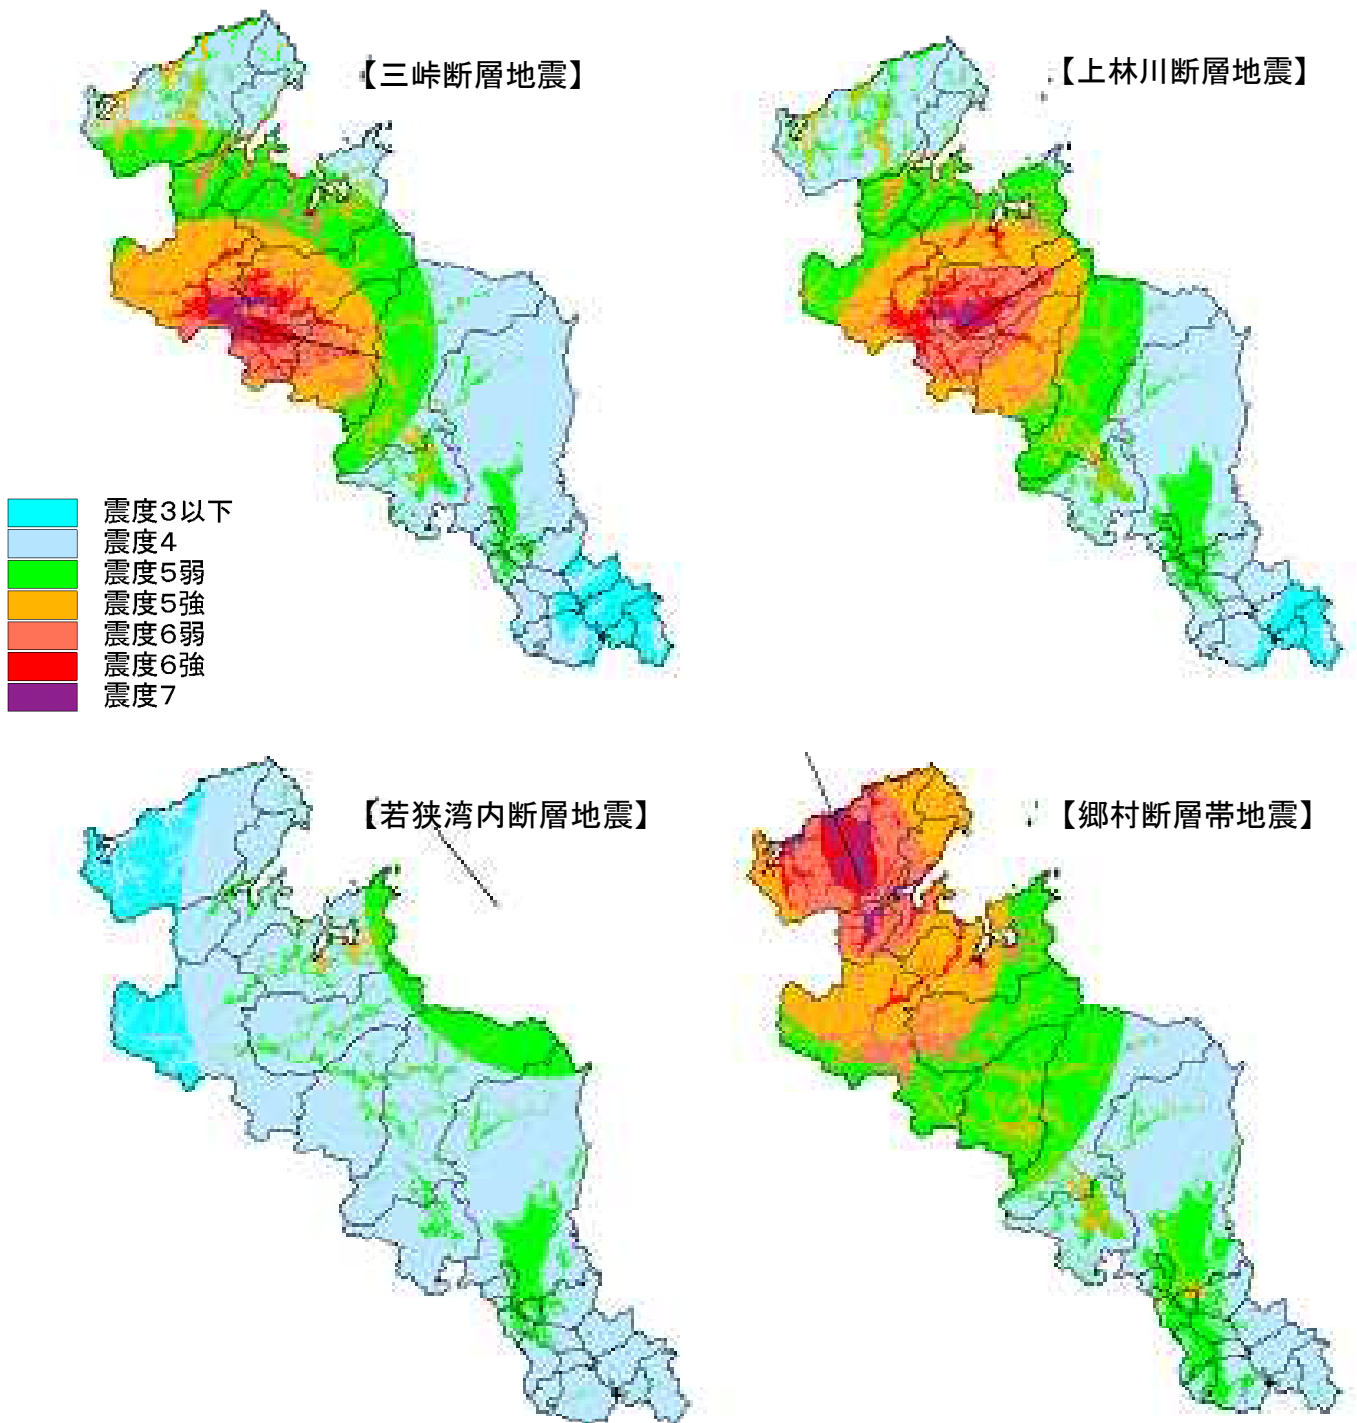 【三峠断層地震】
【上林川断層地震】
震度3以下
震度4
震度5弱
震度5強
震度6弱
震度6強
震度7
【若狭湾内断層地震】
【郷村断層帯地震】